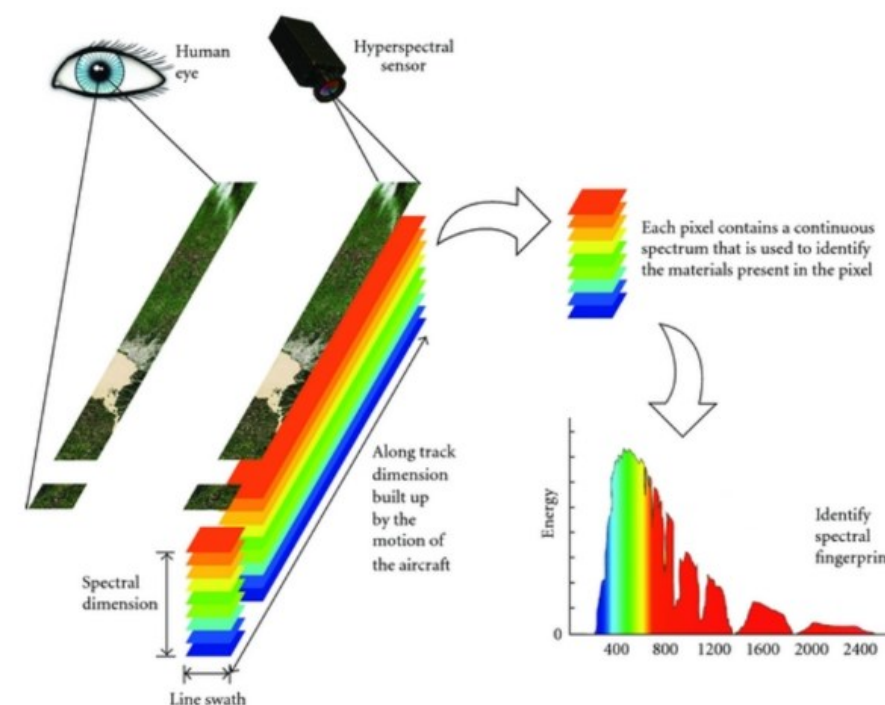 Human
eye
Hyperspectral
sensor
Each pixel contains a continuous
spectrum that is used to identify
the materials present in the pixel
Along track
dimension
built up
by the
motion of
the aircraft
Spectral
dimension
Line swath
Energy
0
Identify
spectral
fingerprin
400 800 1200 1600 2000 2400